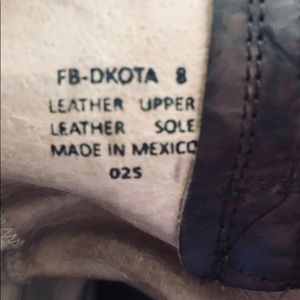 FB-DKOTA 8
LEATHER UPPER
LEATHER SOLE
MADE IN MEXICO
025